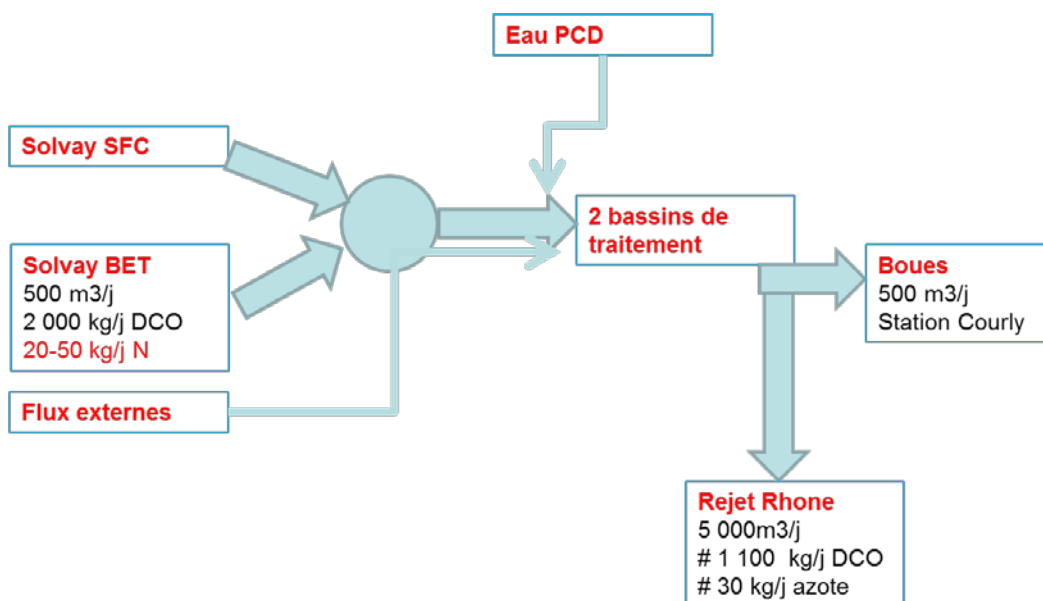 Eau PCD
Solvay SFC
Solvay BET
500 m3/j
2 000 kg/j DCO
20-50 kg/j N
Flux externes
2 bassins de
traitement
Boues
500 m3/j
Station Courly
Rejet Rhone
5 000m3/j
# 1 100 kg/j DCO
# 30 kg/j azote